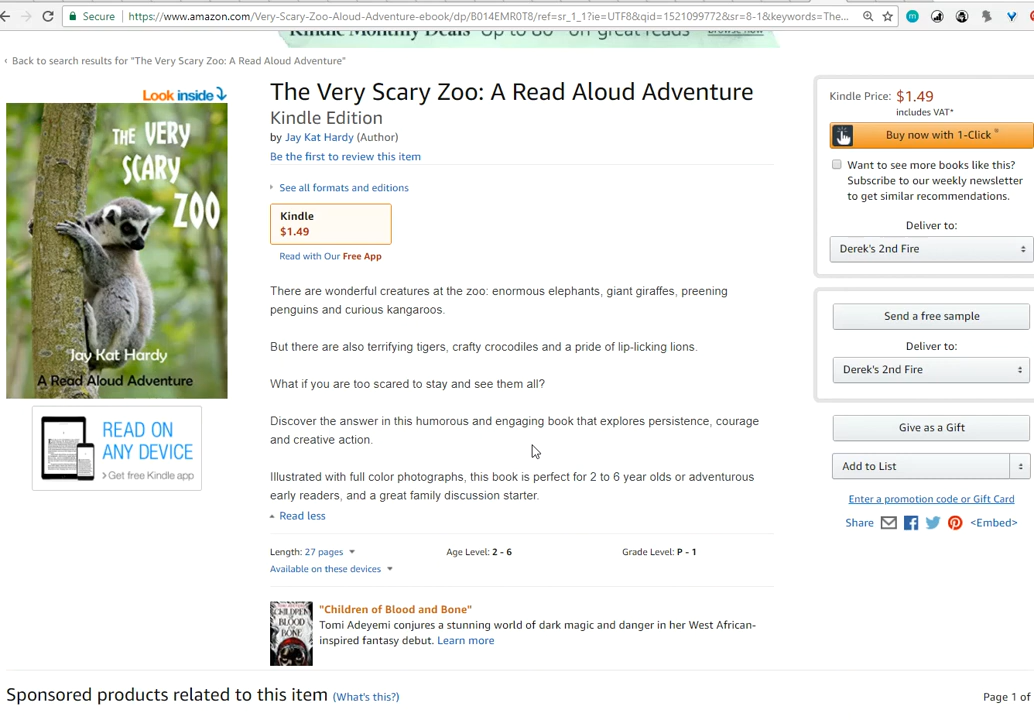 Secure
https://www.amazon.com/Very-Scary-Zoo-Aloud-Adventure-ebook/dp/B014EMR0T8/ref=sr_1_1?ie=UTF8&qid=1521099772&sr=8-1&keywords=The...
Kindle Monthly Deals Up to 80 off great reads
‹ Back to search results for "The Very Scary Zoo: A Read Aloud Adventure"
Look inside
THE VERY
SCARY
ZOO
Jay Kat Hardy
A Read Aloud Adventure
READ ON
ANY DEVICE
› Get free Kindle app
The Very Scary Zoo: A Read Aloud Adventure
Kindle Edition
by Jay Kat Hardy (Author)
Be the first to review this item
See all formats and editions
Kindle
$1.49
Read with Our Free App
There are wonderful creatures at the zoo: enormous elephants, giant giraffes, preening
penguins and curious kangaroos.
But there are also terrifying tigers, crafty crocodiles and a pride of lip-licking lions.
What if you are too scared to stay and see them all?
Discover the answer in this humorous and engaging book that explores persistence, courage
and creative action.
Illustrated with full color photographs, this book is perfect for 2 to 6 year olds or adventurous
early readers, and a great family discussion starter.
Read less
Length: 27 pages
Age Level: 2 - 6
Grade Level: P - 1
Available on these devices
CHILDREN
OF
BLOOD
AND
BONE
"Children of Blood and Bone"
Tomi Adeyemi conjures a stunning world of dark magic and danger in her West African-
inspired fantasy debut. Learn more
Kindle Price: $1.49
includes VAT*
Buy now with 1-Click ®
Want to see more books like this?
Subscribe to our weekly newsletter
to get similar recommendations.
Deliver to:
Derek's 2nd Fire
Send a free sample
Deliver to:
Derek's 2nd Fire
Give as a Gift
Add to List
Enter a promotion code or Gift Card
Share <Embed>
Sponsored products related to this item (What's this?)
Page 1 of